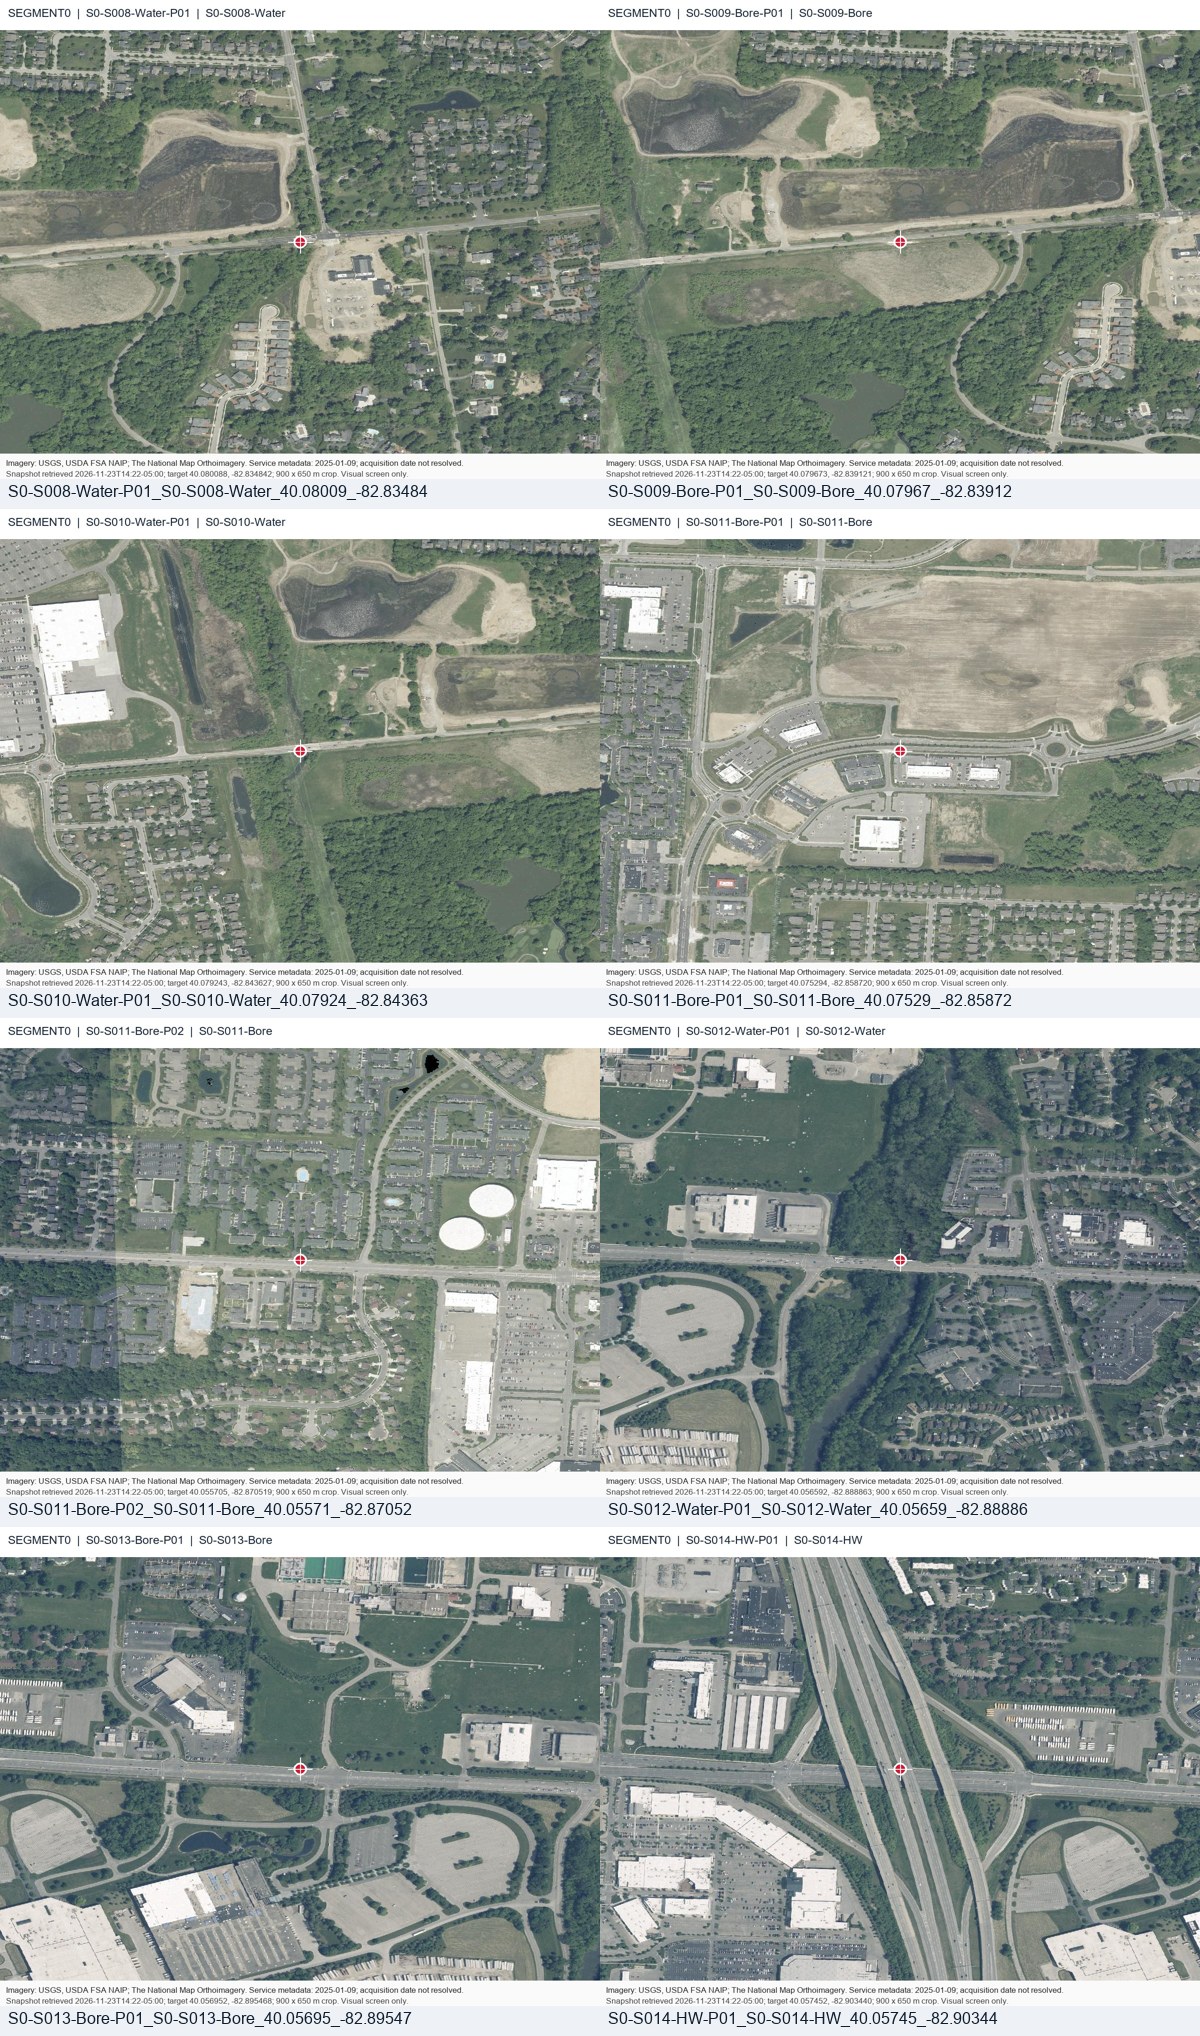 SEGMENT0 | S0-S008-Water-P01 | S0-S008-Water
Imagery: USGS, USDA FSA NAIP; The National Map Orthoimagery. Service metadata: 2025-01-09; acquisition date not resolved.
Snapshot retrieved 2026-11-23T14:22-05:00; target 40.080088, -82.834842; 900 x 650 m crop. Visual screen only.
S0-S008-Water-P01_S0-S008-Water_40.08009_-82.83484
SEGMENT0 | S0-S009-Bore-P01 | S0-S009-Bore
Imagery: USGS, USDA FSA NAIP; The National Map Orthoimagery. Service metadata: 2025-01-09; acquisition date not resolved.
Snapshot retrieved 2026-11-23T14:22-05:00; target 40.079673, -82.839121; 900 x 650 m crop. Visual screen only.
S0-S009-Bore-P01_S0-S009-Bore_40.07967_-82.83912
SEGMENT0 | S0-S010-Water-P01 | S0-S010-Water
Imagery: USGS, USDA FSA NAIP; The National Map Orthoimagery. Service metadata: 2025-01-09; acquisition date not resolved.
Snapshot retrieved 2026-11-23T14:22-05:00; target 40.079243, -82.843627; 900 x 650 m crop. Visual screen only.
S0-S010-Water-P01_S0-S010-Water_40.07924_-82.84363
SEGMENT0 | S0-S011-Bore-P01 | S0-S011-Bore
Imagery: USGS, USDA FSA NAIP; The National Map Orthoimagery. Service metadata: 2025-01-09; acquisition date not resolved.
Snapshot retrieved 2026-11-23T14:22-05:00; target 40.075294, -82.858720; 900 x 650 m crop. Visual screen only.
S0-S011-Bore-P01_S0-S011-Bore_40.07529_-82.85872
SEGMENT0 | S0-S011-Bore-P02 | S0-S011-Bore
Imagery: USGS, USDA FSA NAIP; The National Map Orthoimagery. Service metadata: 2025-01-09; acquisition date not resolved.
Snapshot retrieved 2026-11-23T14:22-05:00; target 40.055705, -82.870519; 900 x 650 m crop. Visual screen only.
S0-S011-Bore-P02_S0-S011-Bore_40.05571_-82.87052
SEGMENT0 | S0-S012-Water-P01 | S0-S012-Water
Imagery: USGS, USDA FSA NAIP; The National Map Orthoimagery. Service metadata: 2025-01-09; acquisition date not resolved.
Snapshot retrieved 2026-11-23T14:22-05:00; target 40.056592, -82.888863; 900 x 650 m crop. Visual screen only.
S0-S012-Water-P01_S0-S012-Water_40.05659_-82.88886
SEGMENT0 | S0-S013-Bore-P01 | S0-S013-Bore
Imagery: USGS, USDA FSA NAIP; The National Map Orthoimagery. Service metadata: 2025-01-09; acquisition date not resolved.
Snapshot retrieved 2026-11-23T14:22-05:00; target 40.056952, -82.895468; 900 x 650 m crop. Visual screen only.
S0-S013-Bore-P01_S0-S013-Bore_40.05695_-82.89547
SEGMENT0 | S0-S014-HW-P01 | S0-S014-HW
Imagery: USGS, USDA FSA NAIP; The National Map Orthoimagery. Service metadata: 2025-01-09; acquisition date not resolved.
Snapshot retrieved 2026-11-23T14:22-05:00; target 40.057452, -82.903440; 900 x 650 m crop. Visual screen only.
S0-S014-HW-P01_S0-S014-HW_40.05745_-82.90344